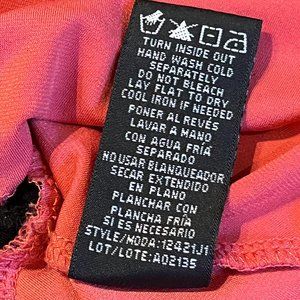 TURN INSIDE OUT
HAND WASH COLD
SEPARATELY
DO NOT BLEACH
LAY FLAT TO DRY
COOL IRON IF NEEDED
PONER AL REVÉS
LAVAR A MANO
CON AGUA FRÍA
SEPARADO
NO USAR BLANQUEADOR
SECAR EXTENDIDO
EN PLANO
PLANCHAR CON
PLANCHA FRÍA
SI ES NECESARIO
STYLE/MODA: 12421J1
LOT/LOTE: A02135